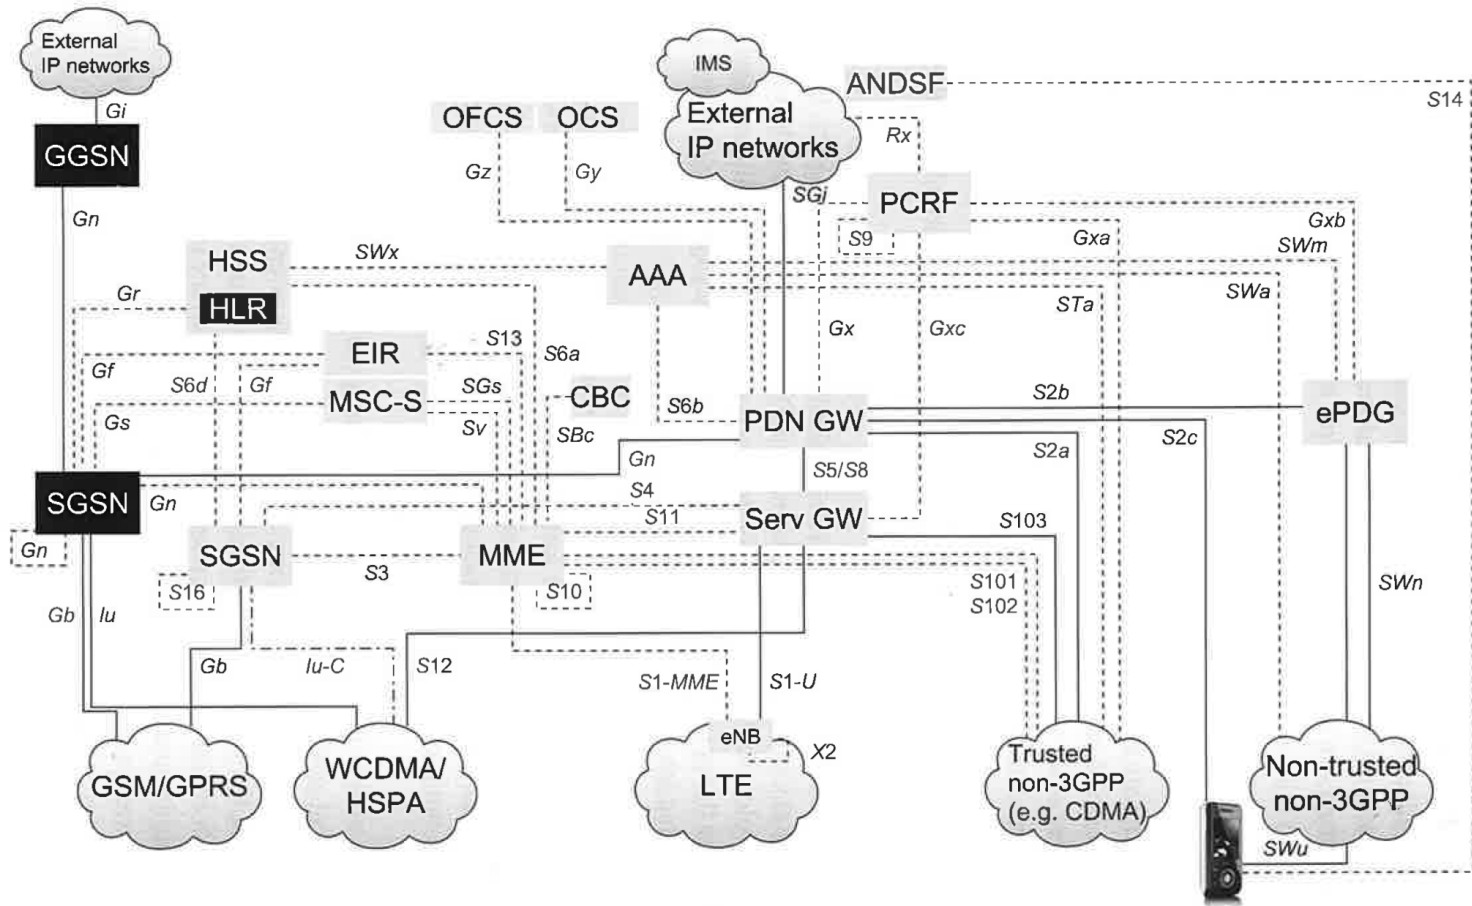 External
IP networks
Gi
GGSN
Gn
IMS
External
IP networks
ANDSF
S14
OFCS
OCS
Gz
Gy
Rx
SGi
PCRF
S9
Gxb
Gxa
SWm
HSS
SWx
AAA
SWa
Gr
HLR
STa
Gx
Gxc
S13
EIR
S6a
Gf
S6d
Gf
MSC-S
SGs
CBC
S6b
PDN GW
S2b
ePDG
Gs
Sv
SBc
S2c
Gn
S2a
S5/S8
SGSN
Gn
S4
S11
Serv GW
S103
Gn
SGSN
S3
MME
S16
S10
S101
S102
SWn
Gb
Iu
Gb
Iu-C
S12
S1-MME
S1-U
eNB
X2
GSM/GPRS
WCDMA/
HSPA
LTE
Trusted
non-3GPP
(e.g. CDMA)
Non-trusted
non-3GPP
SWu